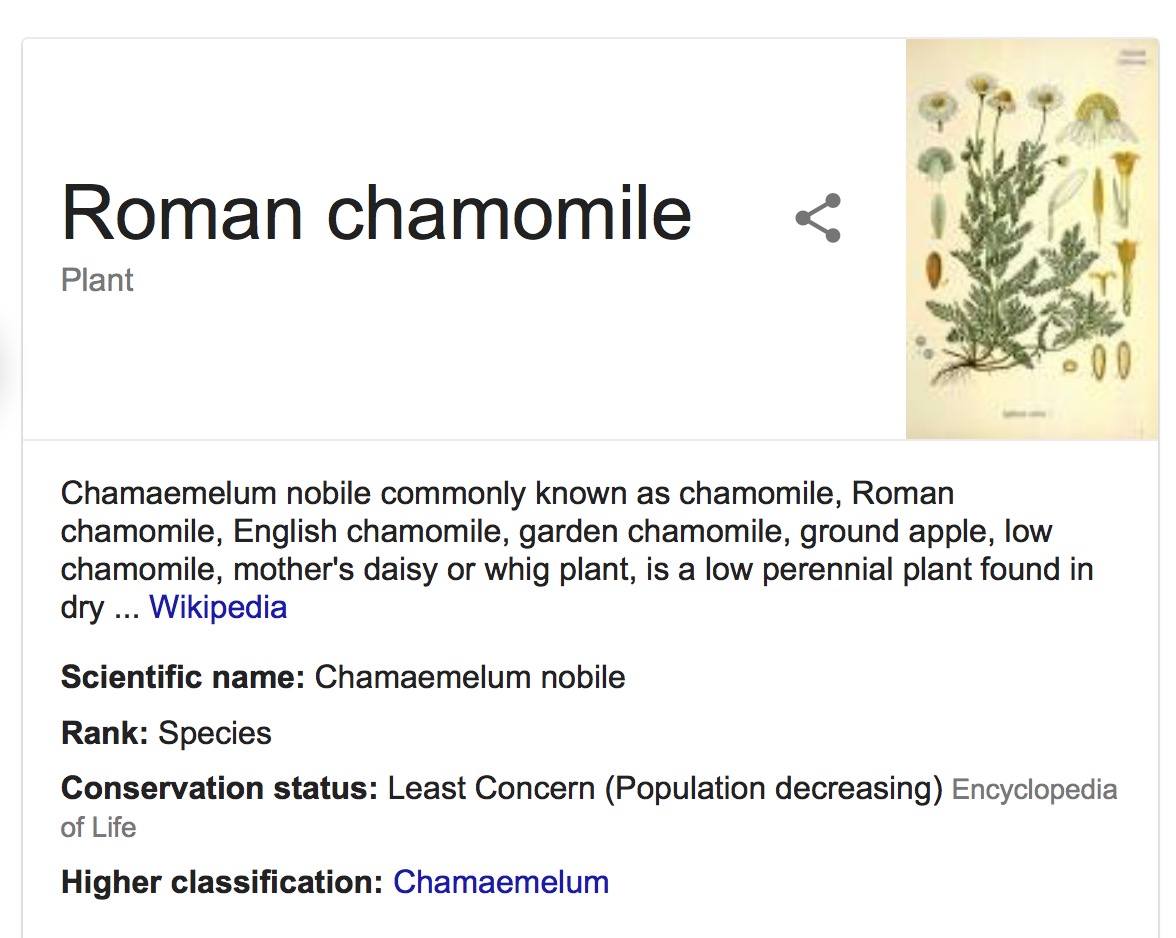 Roman chamomile
Plant
Chamaemelum nobile commonly known as chamomile, Roman
chamomile, English chamomile, garden chamomile, ground apple, low
chamomile, mother's daisy or whig plant, is a low perennial plant found in
dry ... Wikipedia
Scientific name: Chamaemelum nobile
Rank: Species
Conservation status: Least Concern (Population decreasing) Encyclopedia
of Life
Higher classification: Chamaemelum